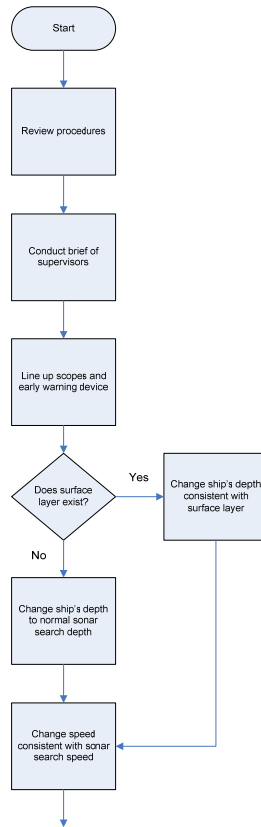 Start
Review procedures
Conduct brief of
supervisors
Line up scopes and
early warning device
Does surface
layer exist?
Yes
Change ship's depth
consistent with
surface layer
No
Change ship's depth
to normal sonar
search depth
Change speed
consistent with sonar
search speed